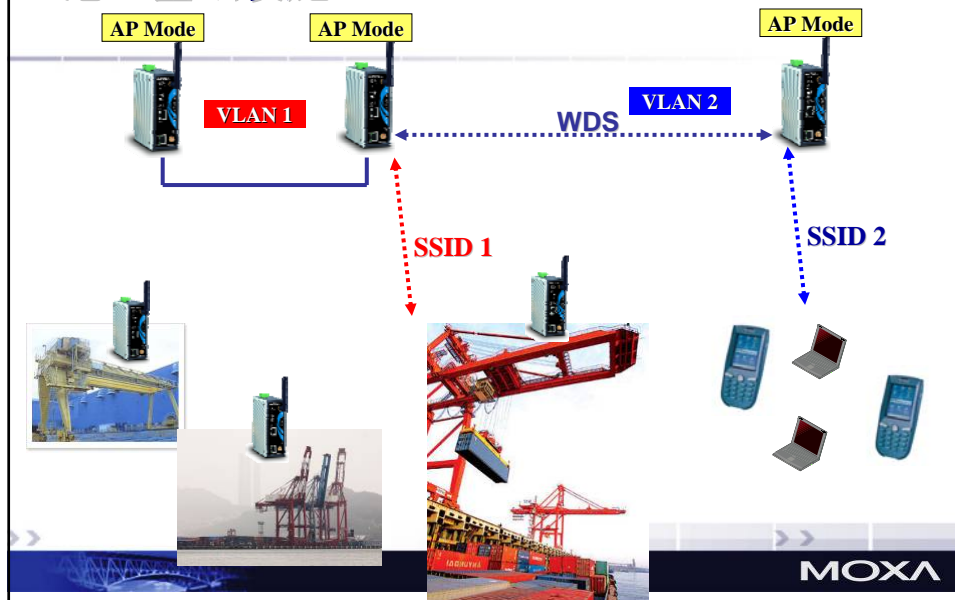 AP Mode
AP Mode
AP Mode
VLAN 1
VLAN 2
WDS
SSID 1
SSID 2
MOXA